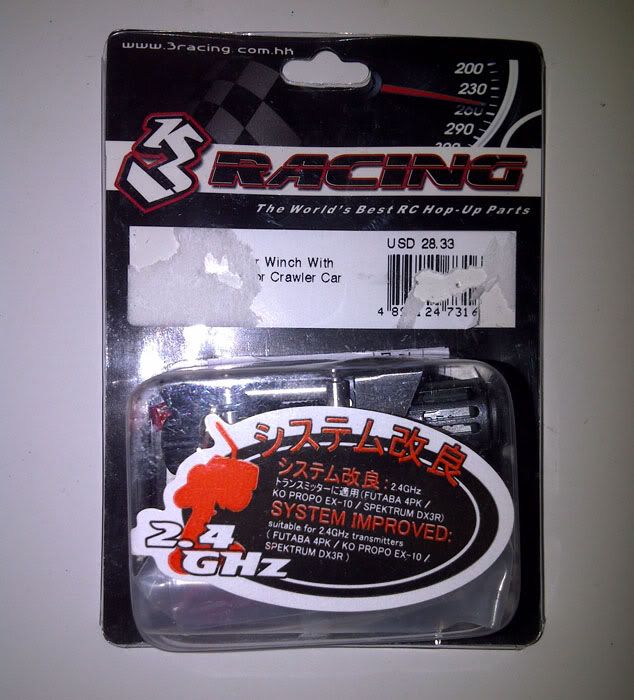 www.3racing.com.hk
200
230
260
290
3 RACING
The World's Best RC Hop-Up Parts
Winch With
Crawler Car
USD 28.33
システム改良
システム改良: 2.4GHz
トランスミッターに適用(FUTABA 4PK /
KO PROPO EX-10 / SPEKTRUM DX3R)
SYSTEM IMPROVED:
suitable for 2.4GHz transmitters
( FUTABA 4PK / KO PROPO EX-10 /
SPEKTRUM DX3R )
2.4
GHz